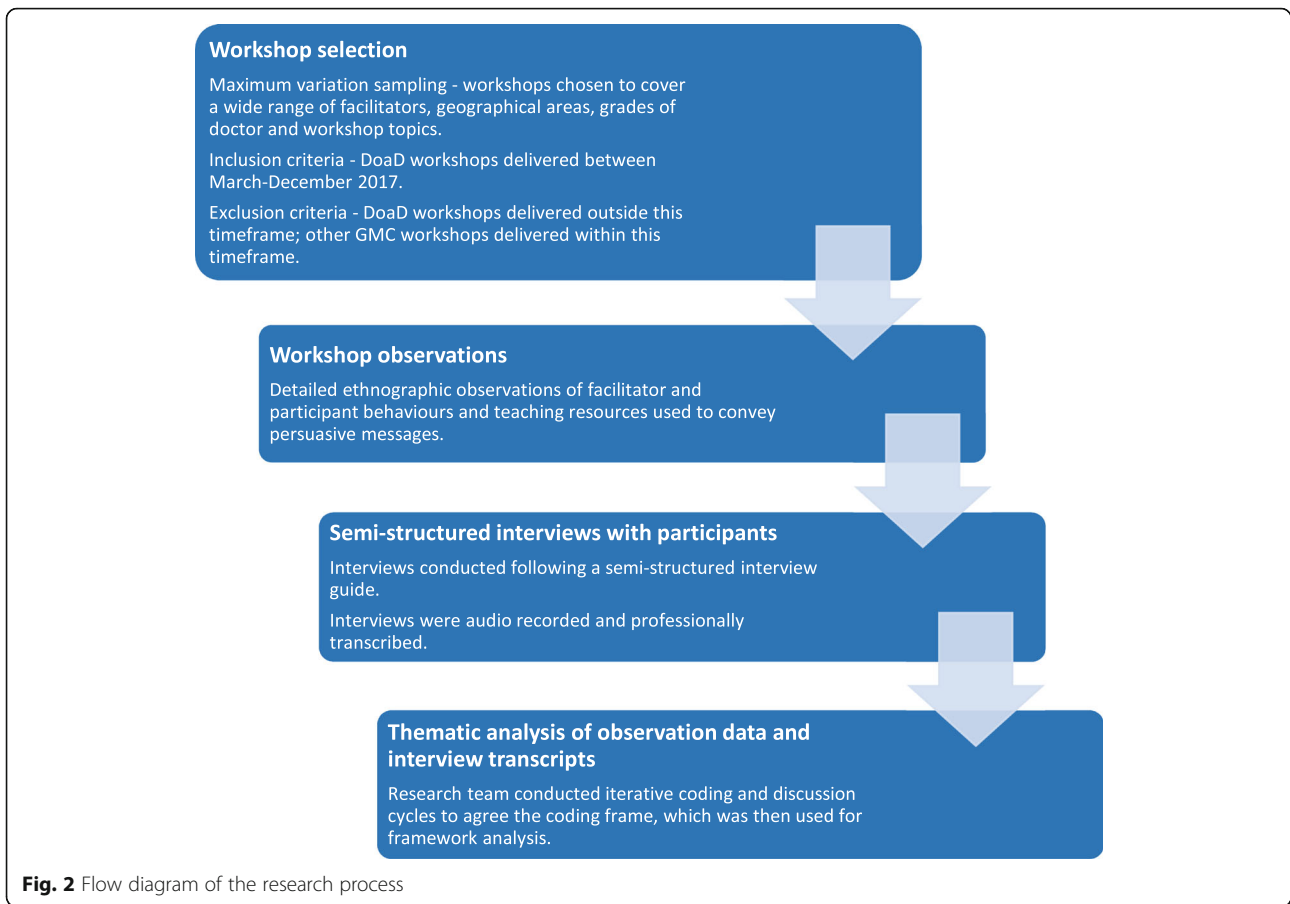 Workshop selection
Maximum variation sampling - workshops chosen to cover
a wide range of facilitators, geographical areas, grades of
doctor and workshop topics.
Inclusion criteria - DoaD workshops delivered between
March-December 2017.
Exclusion criteria - DoaD workshops delivered outside this
timeframe; other GMC workshops delivered within this
timeframe.
Workshop observations
Detailed ethnographic observations of facilitator and
participant behaviours and teaching resources used to convey
persuasive messages.
Semi-structured interviews with participants
Interviews conducted following a semi-structured interview
guide.
Interviews were audio recorded and professionally
transcribed.
Thematic analysis of observation data and
interview transcripts
Research team conducted iterative coding and discussion
cycles to agree the coding frame, which was then used for
framework analysis.
Fig. 2 Flow diagram of the research process